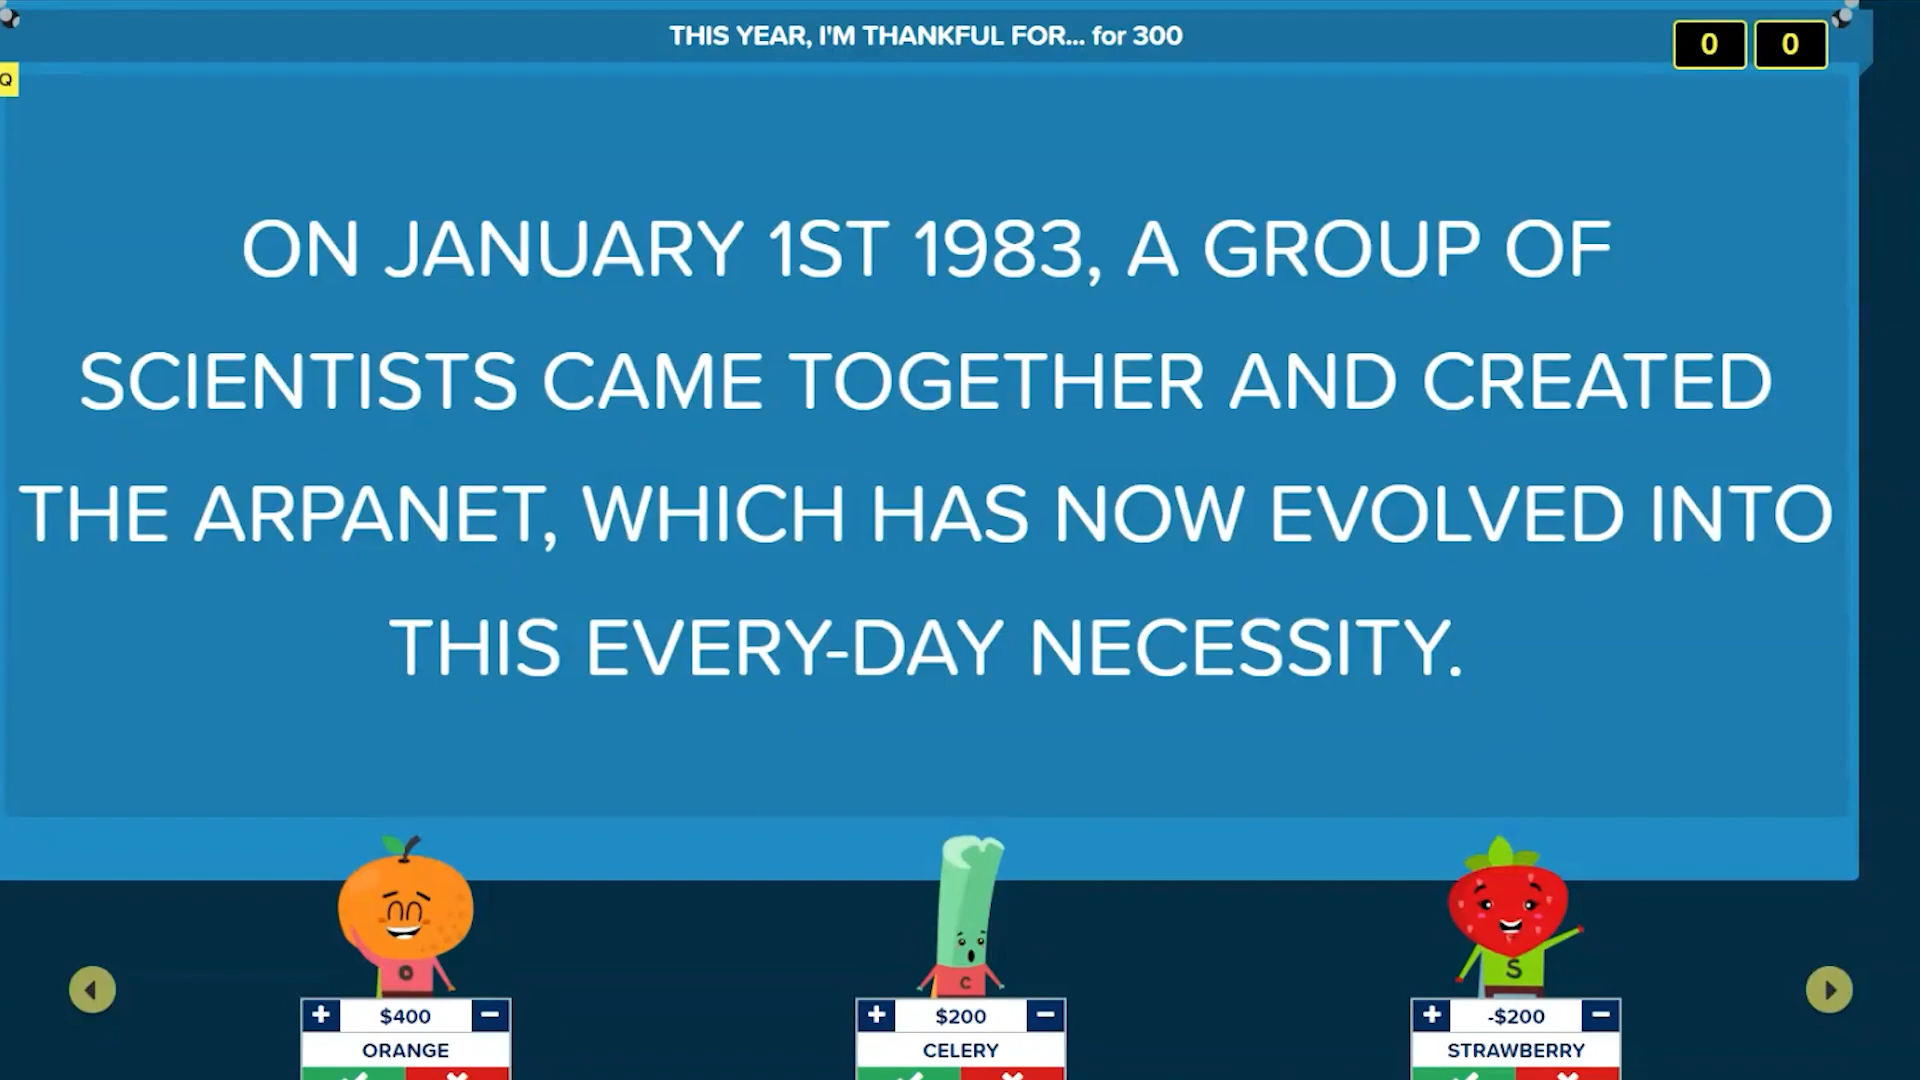 THIS YEAR, I'M THANKFUL FOR... for 300
0 0
Q
ON JANUARY 1ST 1983, A GROUP OF
SCIENTISTS CAME TOGETHER AND CREATED
THE ARPANET, WHICH HAS NOW EVOLVED INTO
THIS EVERY-DAY NECESSITY.
O C S
+ $400 − + $200 − + -$200 −
ORANGE CELERY STRAWBERRY